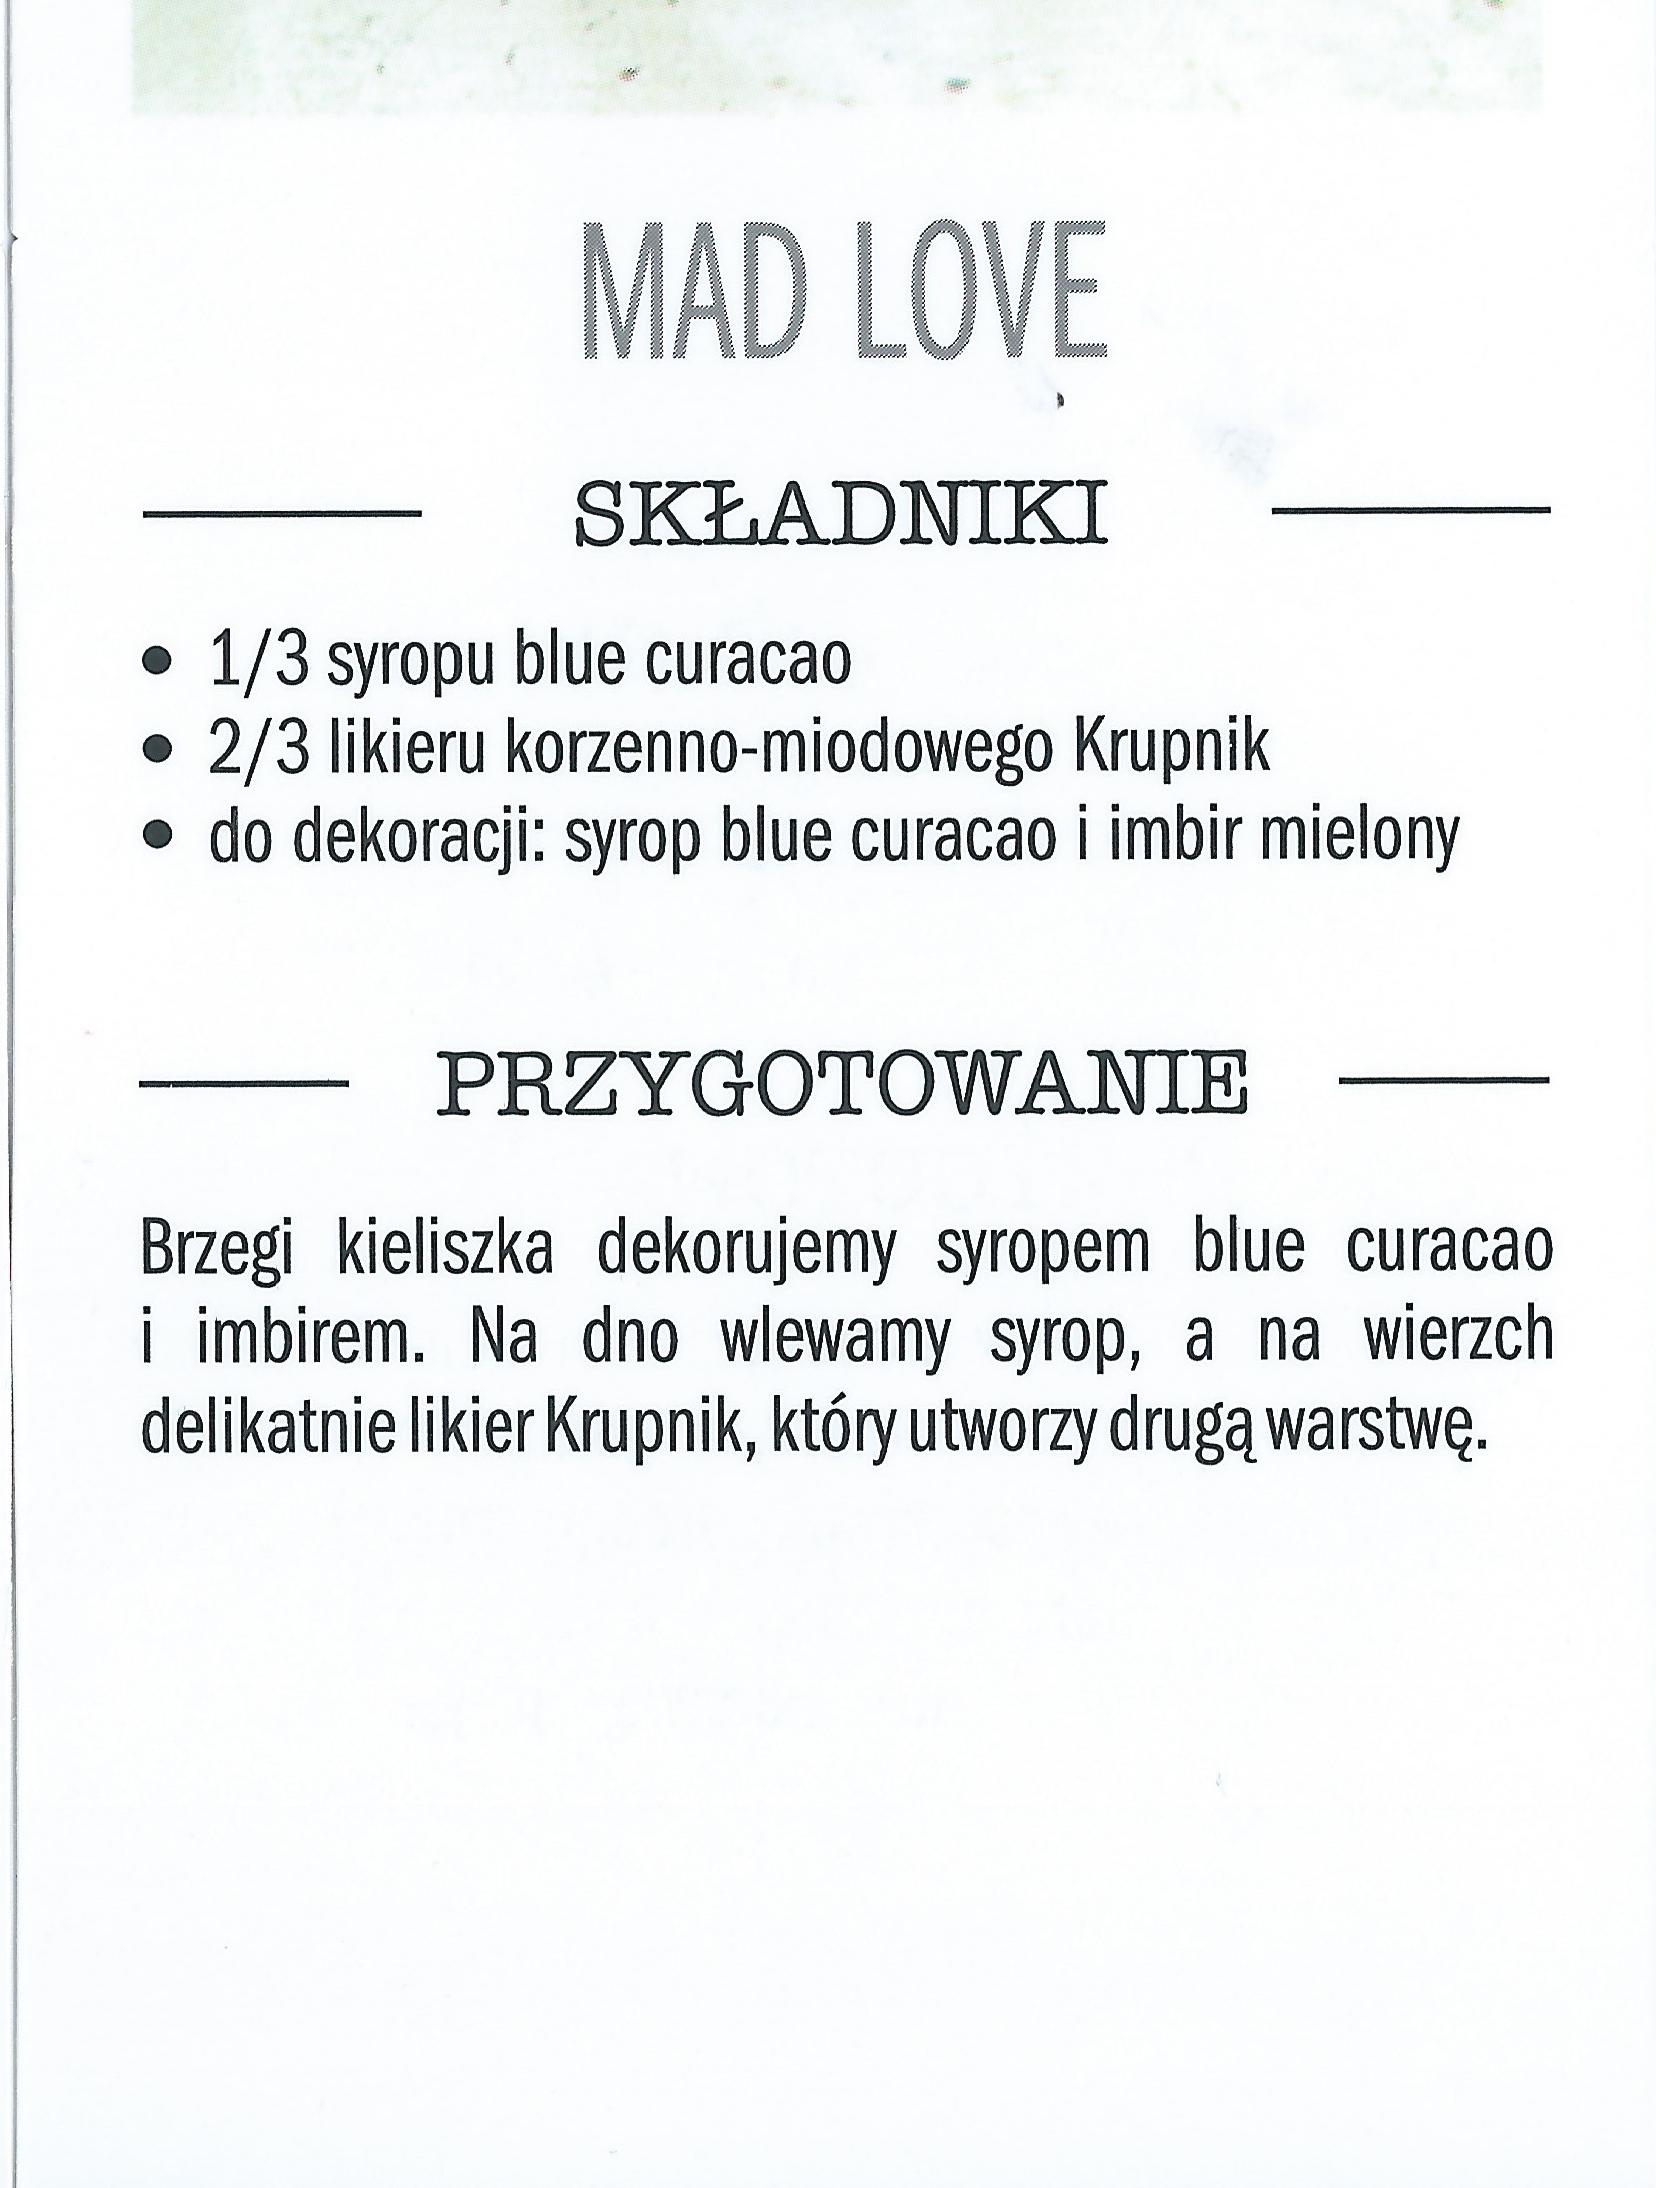 MAD LOVE
SKŁADNIKI
• 1/3 syropu blue curacao
• 2/3 likieru korzenno-miodowego Krupnik
• do dekoracji: syrop blue curacao i imbir mielony
PRZYGOTOWANIE
Brzegi kieliszka dekorujemy syropem blue curacao
i imbirem. Na dno wlewamy syrop, a na wierzch
delikatnie likier Krupnik, który utworzy drugą warstwę.